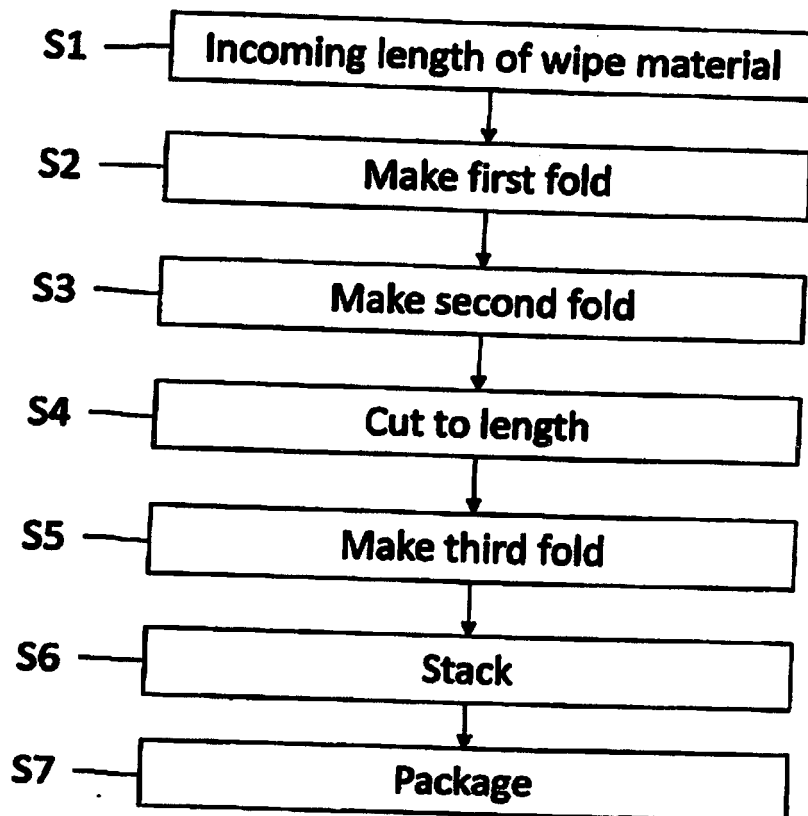 S1 Incoming length of wipe material
S2 Make first fold
S3 Make second fold
S4 Cut to length
S5 Make third fold
S6 Stack
S7 Package